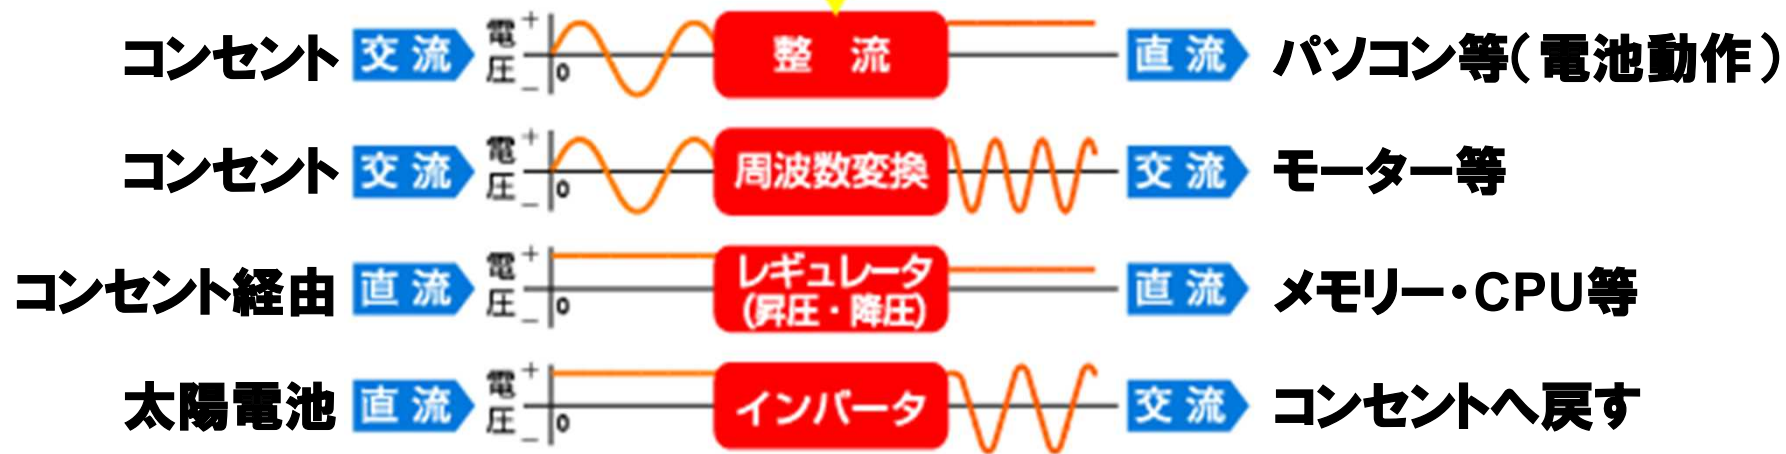 コンセント 交流 電圧 + 0 − 整流 直流 パソコン等(電池動作)
コンセント 交流 電圧 + 0 − 周波数変換 交流 モーター等
コンセント経由 直流 電圧 + 0 − レギュレータ(昇圧・降圧) 直流 メモリー・CPU等
太陽電池 直流 電圧 + 0 − インバータ 交流 コンセントへ戻す